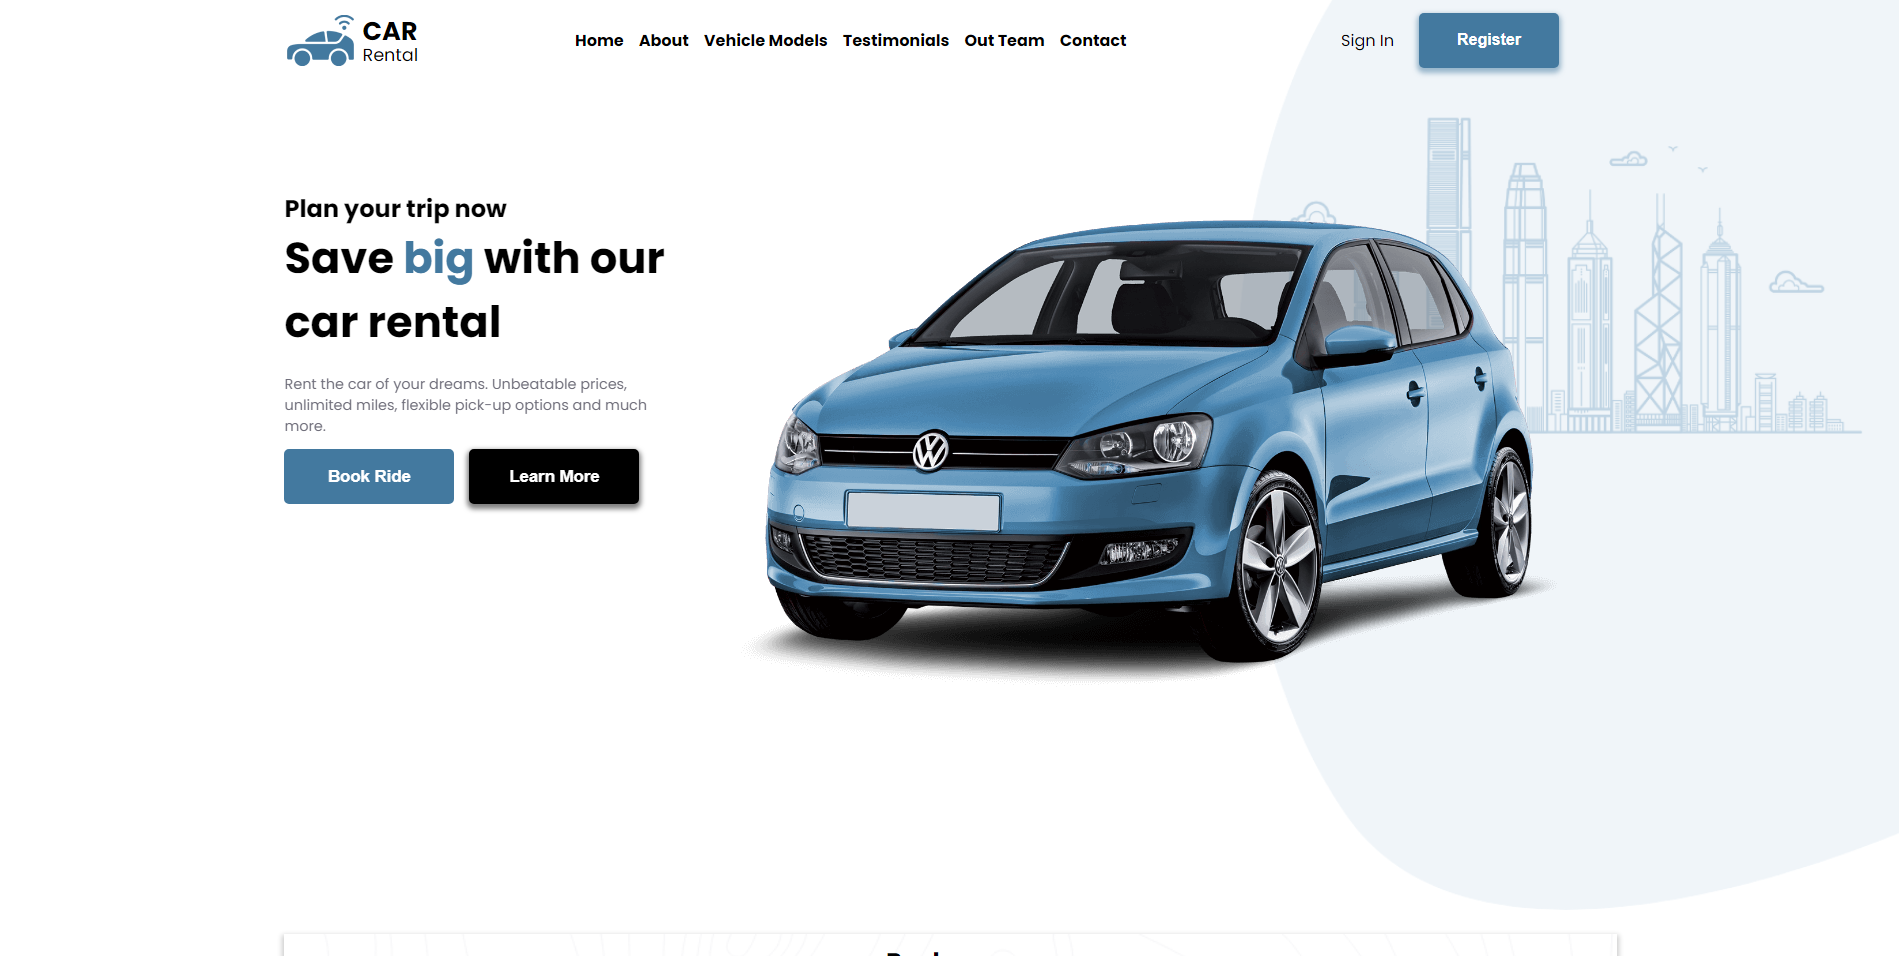 CAR
Rental
Home About Vehicle Models Testimonials Out Team Contact
Sign In
Register
Plan your trip now
Save big with our
car rental
Rent the car of your dreams. Unbeatable prices,
unlimited miles, flexible pick-up options and much
more.
Book Ride
Learn More